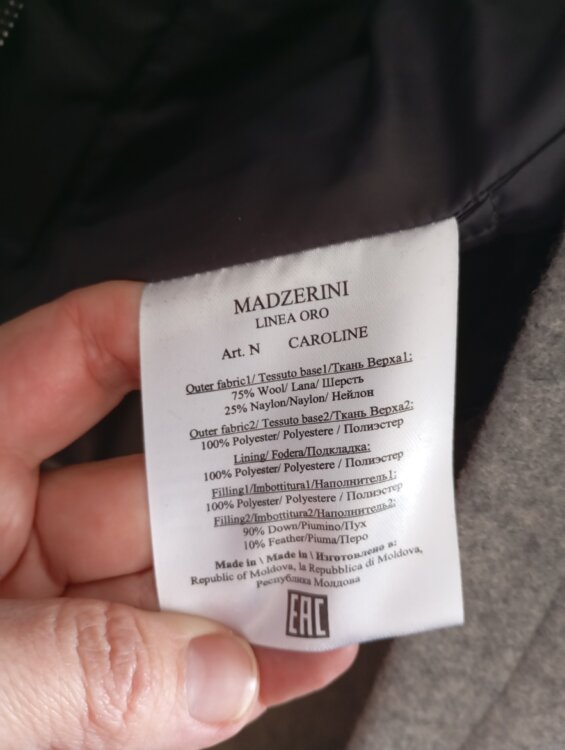 MADZERINI
LINEA ORO
Art. N CAROLINE
Outer fabric1/ Tessuto base1/Ткань Верха1:
75% Wool/ Lana/ Шерсть
25% Naylon/Naylon/ Нейлон
Outer fabric2/ Tessuto base2/Ткань Верха2:
100% Polyester/ Polyestere / Полиэстер
Lining/ Fodera/Подкладка:
100% Polyester/ Polyestere / Полиэстер
Filling1/Imbottitura1/Наполнитель1:
100% Polyester/ Polyestere / Полиэстер
Filling2/Imbottitura2/Наполнитель2:
90% Down/Piumino/Пух
10% Feather/Piuma/Перо
Made in \ Made in \ Изготовлено в:
Republic of Moldova, la Repubblica di Moldova,
Республика Молдова
EAC